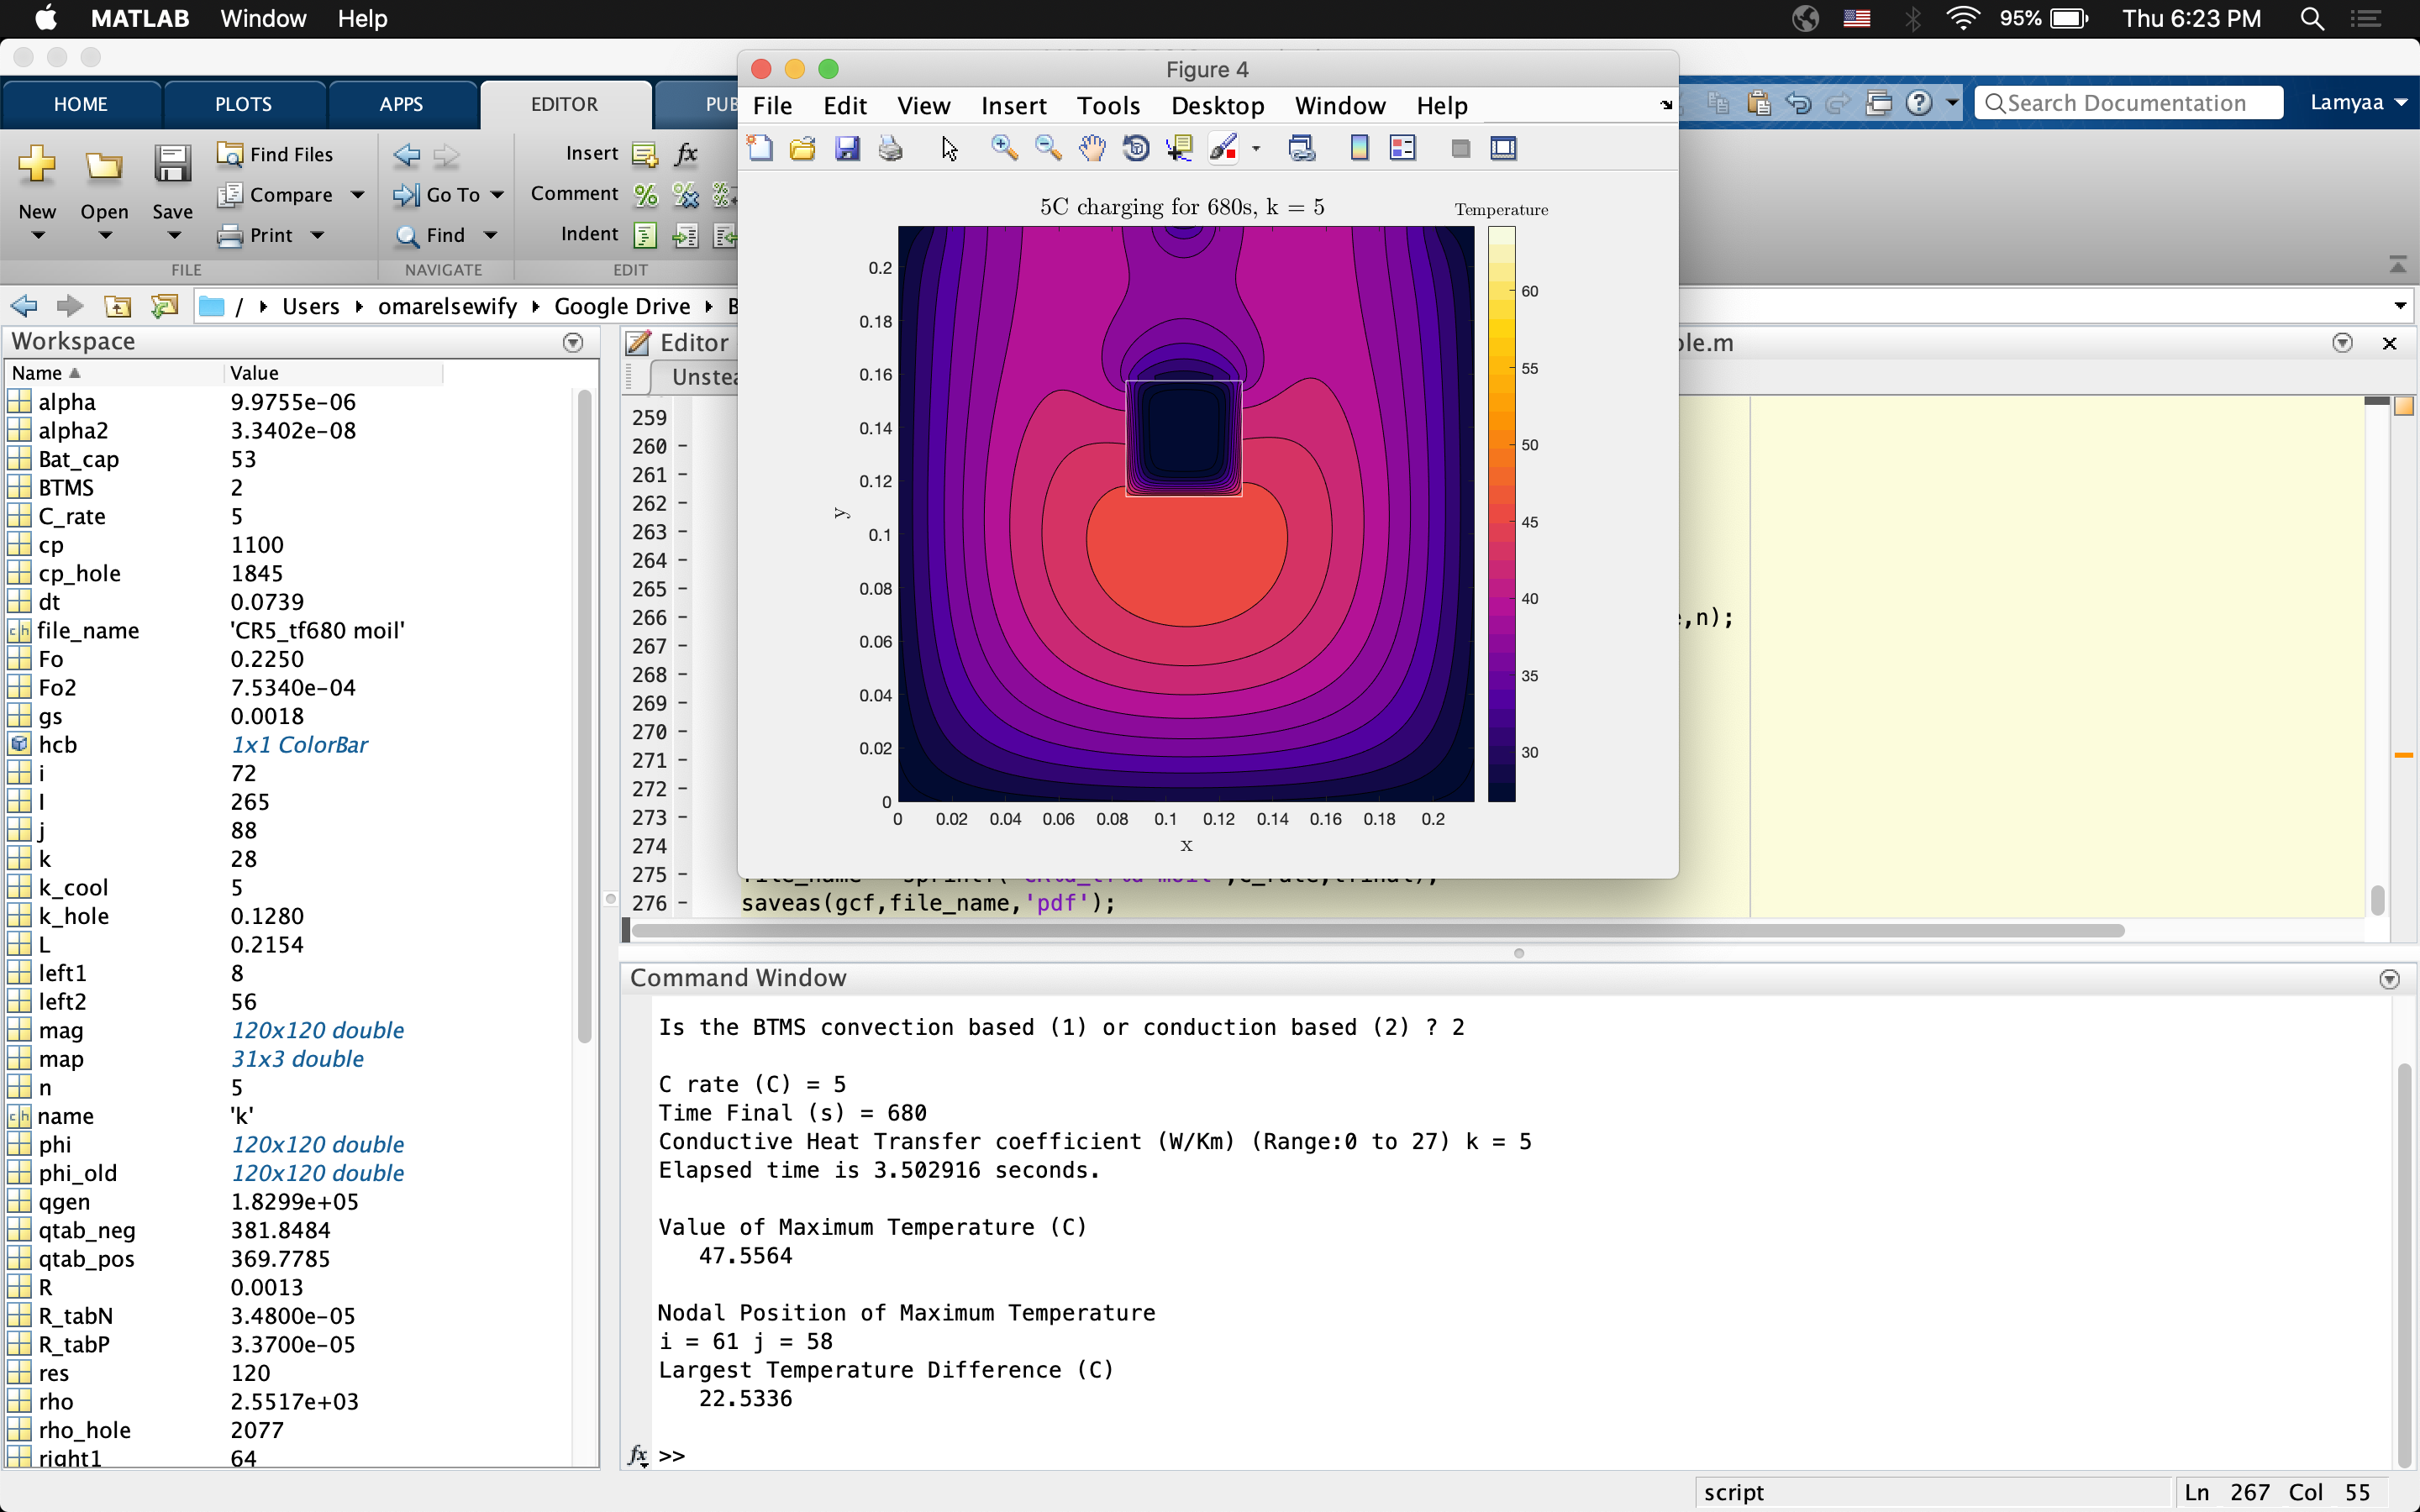 MATLAB Window Help 95% Thu 6:23 PM
Figure 4
HOME PLOTS APPS EDITOR PUB
File Edit View Insert Tools Desktop Window Help
Search Documentation Lamyaa
New Open Save
Find Files
Compare
Print
FILE
Go To
Find
NAVIGATE
Insert fx
Comment
Indent
EDIT
/ Users omarelsewify Google Drive B
Workspace
Name Value
alpha 9.9755e-06
alpha2 3.3402e-08
Bat_cap 53
BTMS 2
C_rate 5
cp 1100
cp_hole 1845
dt 0.0739
file_name 'CR5_tf680 moil'
Fo 0.2250
Fo2 7.5340e-04
gs 0.0018
hcb 1x1 ColorBar
i 72
I 265
j 88
k 28
k_cool 5
k_hole 0.1280
L 0.2154
left1 8
left2 56
mag 120x120 double
map 31x3 double
n 5
name 'k'
phi 120x120 double
phi_old 120x120 double
qgen 1.8299e+05
qtab_neg 381.8484
qtab_pos 369.7785
R 0.0013
R_tabN 3.4800e-05
R_tabP 3.3700e-05
res 120
rho 2.5517e+03
rho_hole 2077
right1 64
Editor
ble.m
Unstea
259
260
261
262
263
264
265
266
,n);
267
268
269
270
271
272
273
274
275
276 saveas(gcf,file_name,'pdf');
5C charging for 680s, k = 5
Temperature
0.2
0.18
0.16
0.14
0.12
0.1
0.08
0.06
0.04
0.02
0
y
0 0.02 0.04 0.06 0.08 0.1 0.12 0.14 0.16 0.18 0.2
x
60
55
50
45
40
35
30
Command Window
Is the BTMS convection based (1) or conduction based (2) ? 2
C rate (C) = 5
Time Final (s) = 680
Conductive Heat Transfer coefficient (W/Km) (Range:0 to 27) k = 5
Elapsed time is 3.502916 seconds.
Value of Maximum Temperature (C)
47.5564
Nodal Position of Maximum Temperature
i = 61 j = 58
Largest Temperature Difference (C)
22.5336
fx >>
script Ln 267 Col 55